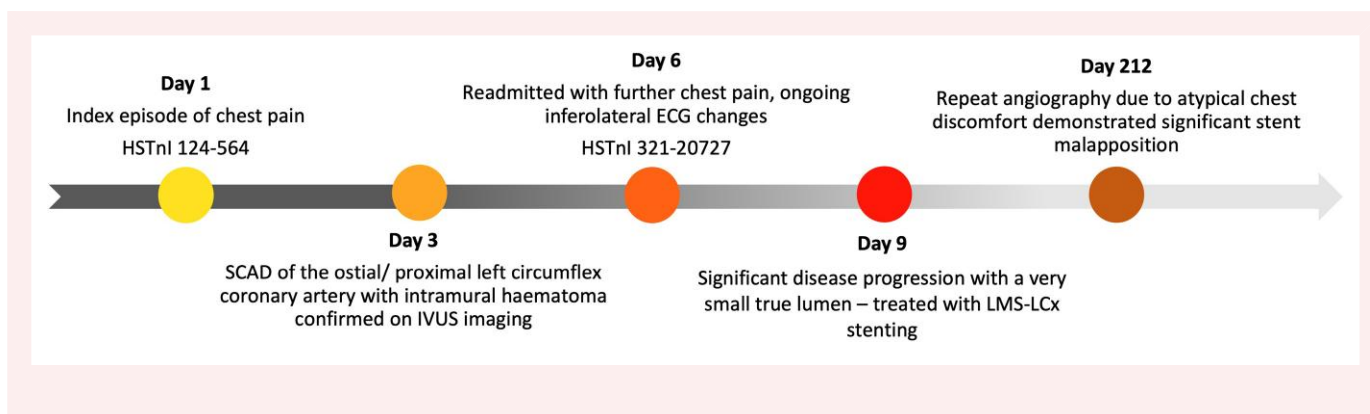 Day 1
Index episode of chest pain
HSTnI 124-564
Day 3
SCAD of the ostial/ proximal left circumflex
coronary artery with intramural haematoma
confirmed on IVUS imaging
Day 6
Readmitted with further chest pain, ongoing
inferolateral ECG changes
HSTnI 321-20727
Day 9
Significant disease progression with a very
small true lumen – treated with LMS-LCx
stenting
Day 212
Repeat angiography due to atypical chest
discomfort demonstrated significant stent
malapposition